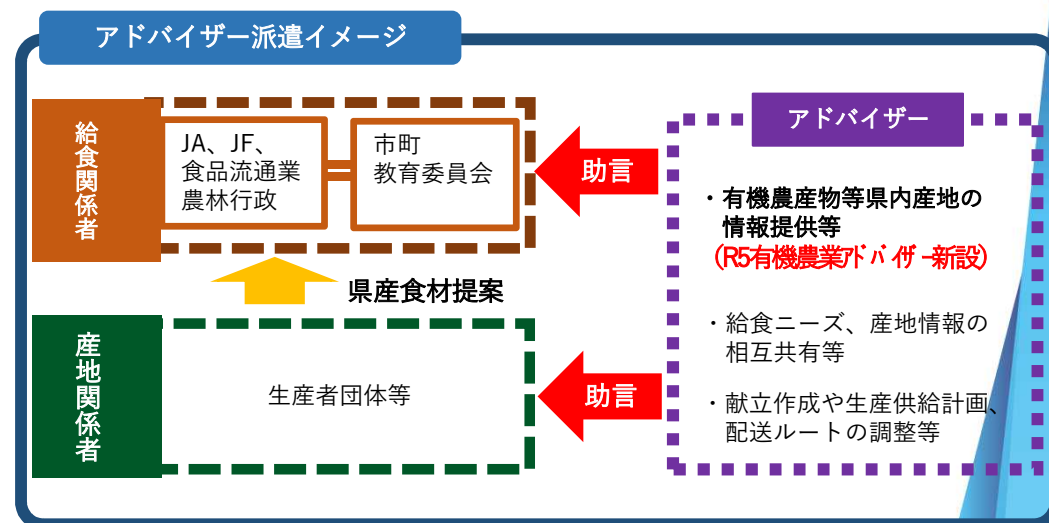 アドバイザー派遣イメージ
給食関係者
JA、JF、
食品流通業
農林行政
市町
教育委員会
助言
県産食材提案
産地関係者
生産者団体等
助言
アドバイザー
・有機農産物等県内産地の
情報提供等
（R5有機農業アドバイザー新設）
・給食ニーズ、産地情報の
相互共有等
・献立作成や生産供給計画、
配送ルートの調整等